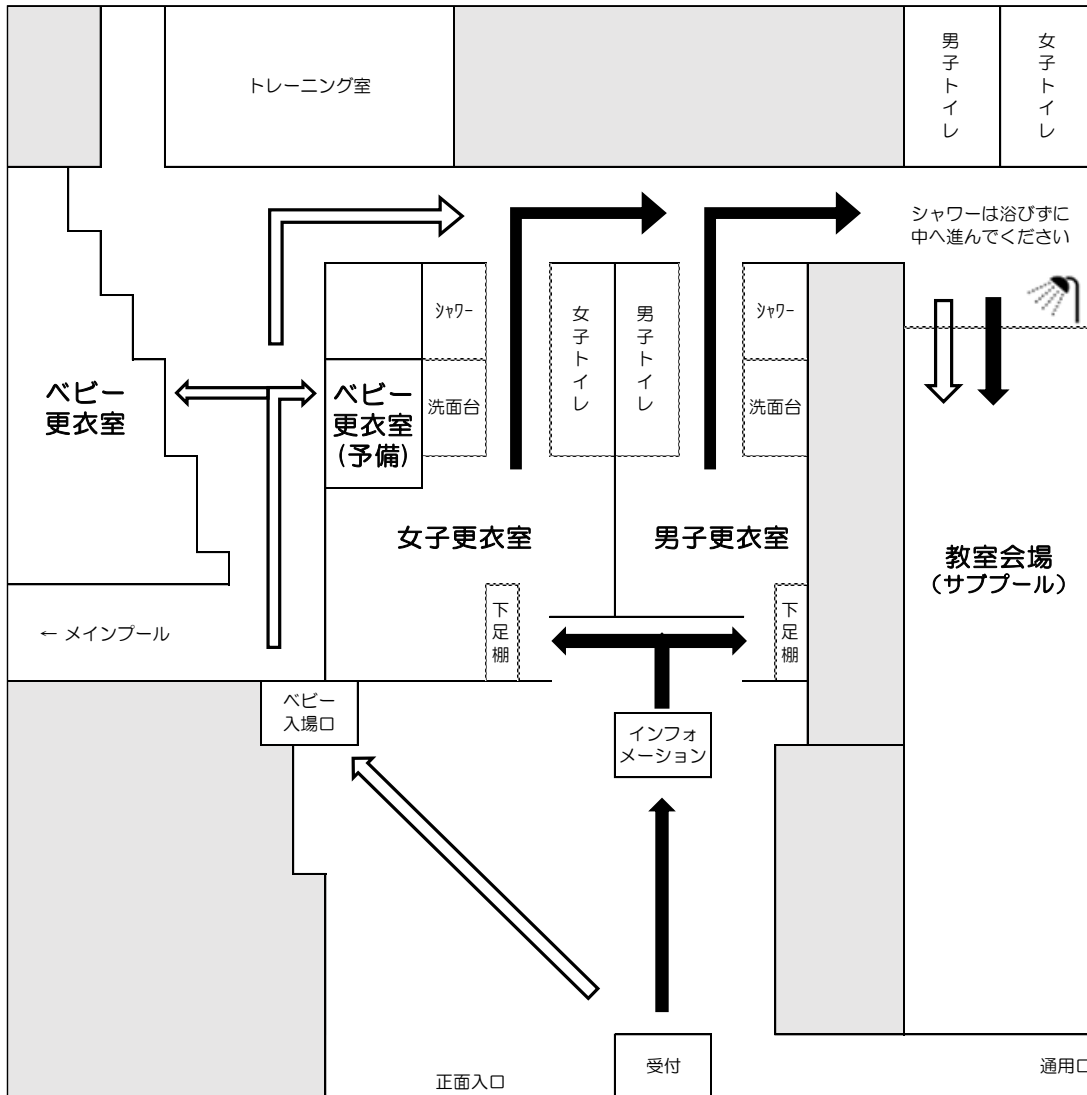 トレーニング室
男子トイレ
女子トイレ
シャワーは浴びずに
中へ進んでください
ｼｬﾜｰ
女子トイレ
男子トイレ
ｼｬﾜｰ
ベビー
更衣室
ベビー
更衣室
(予備)
洗面台
洗面台
女子更衣室
男子更衣室
教室会場
（サブプール）
下足棚
下足棚
← メインプール
ベビー
入場口
インフォ
メーション
受付
正面入口
通用口